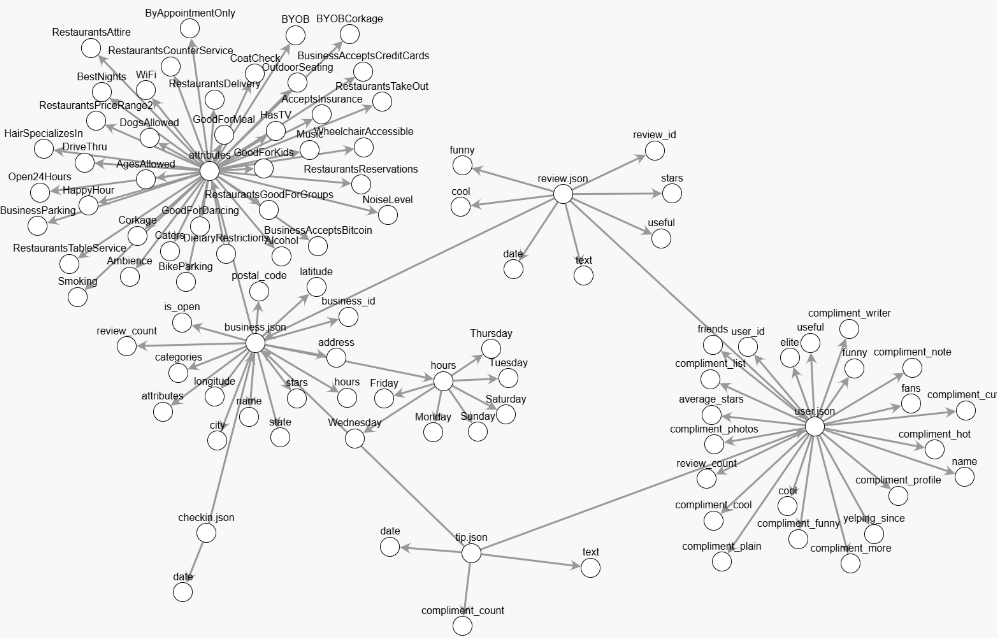 ByAppointmentOnly
BYOB
BYOBCorkage
RestaurantsAttire
RestaurantsCounterService
CoatCheck
OutdoorSeating
BusinessAcceptsCreditCards
BestNights
WiFi
RestaurantsDelivery
RestaurantsTakeOut
RestaurantsPriceRange2
AcceptsInsurance
DogsAllowed
GoodForMeal
HasTV
HairSpecializesIn
DriveThru
Music
WheelchairAccessible
attributes
GoodForKids
AgesAllowed
RestaurantsReservations
Open24Hours
HappyHour
RestaurantsGoodForGroups
NoiseLevel
BusinessParking
GoodForDancing
Corkage
BusinessAcceptsBitcoin
RestaurantsTableService
Caters
DietaryRestrictions
Alcohol
Ambience
BikeParking
Smoking
review_id
funny
review.json
stars
cool
useful
date
text
postal_code
latitude
is_open
business_id
review_count
business.json
address
categories
longitude
stars
hours
attributes
name
city
state
Thursday
hours
Tuesday
Friday
Saturday
Monday
Sunday
Wednesday
compliment_writer
friends
user_id
useful
elite
funny
compliment_note
compliment_list
fans
compliment_cut
average_stars
user.json
compliment_photos
compliment_hot
review_count
name
compliment_profile
cool
compliment_cool
compliment_funny
yelping_since
compliment_plain
compliment_more
checkin.json
date
date
tip.json
text
compliment_count